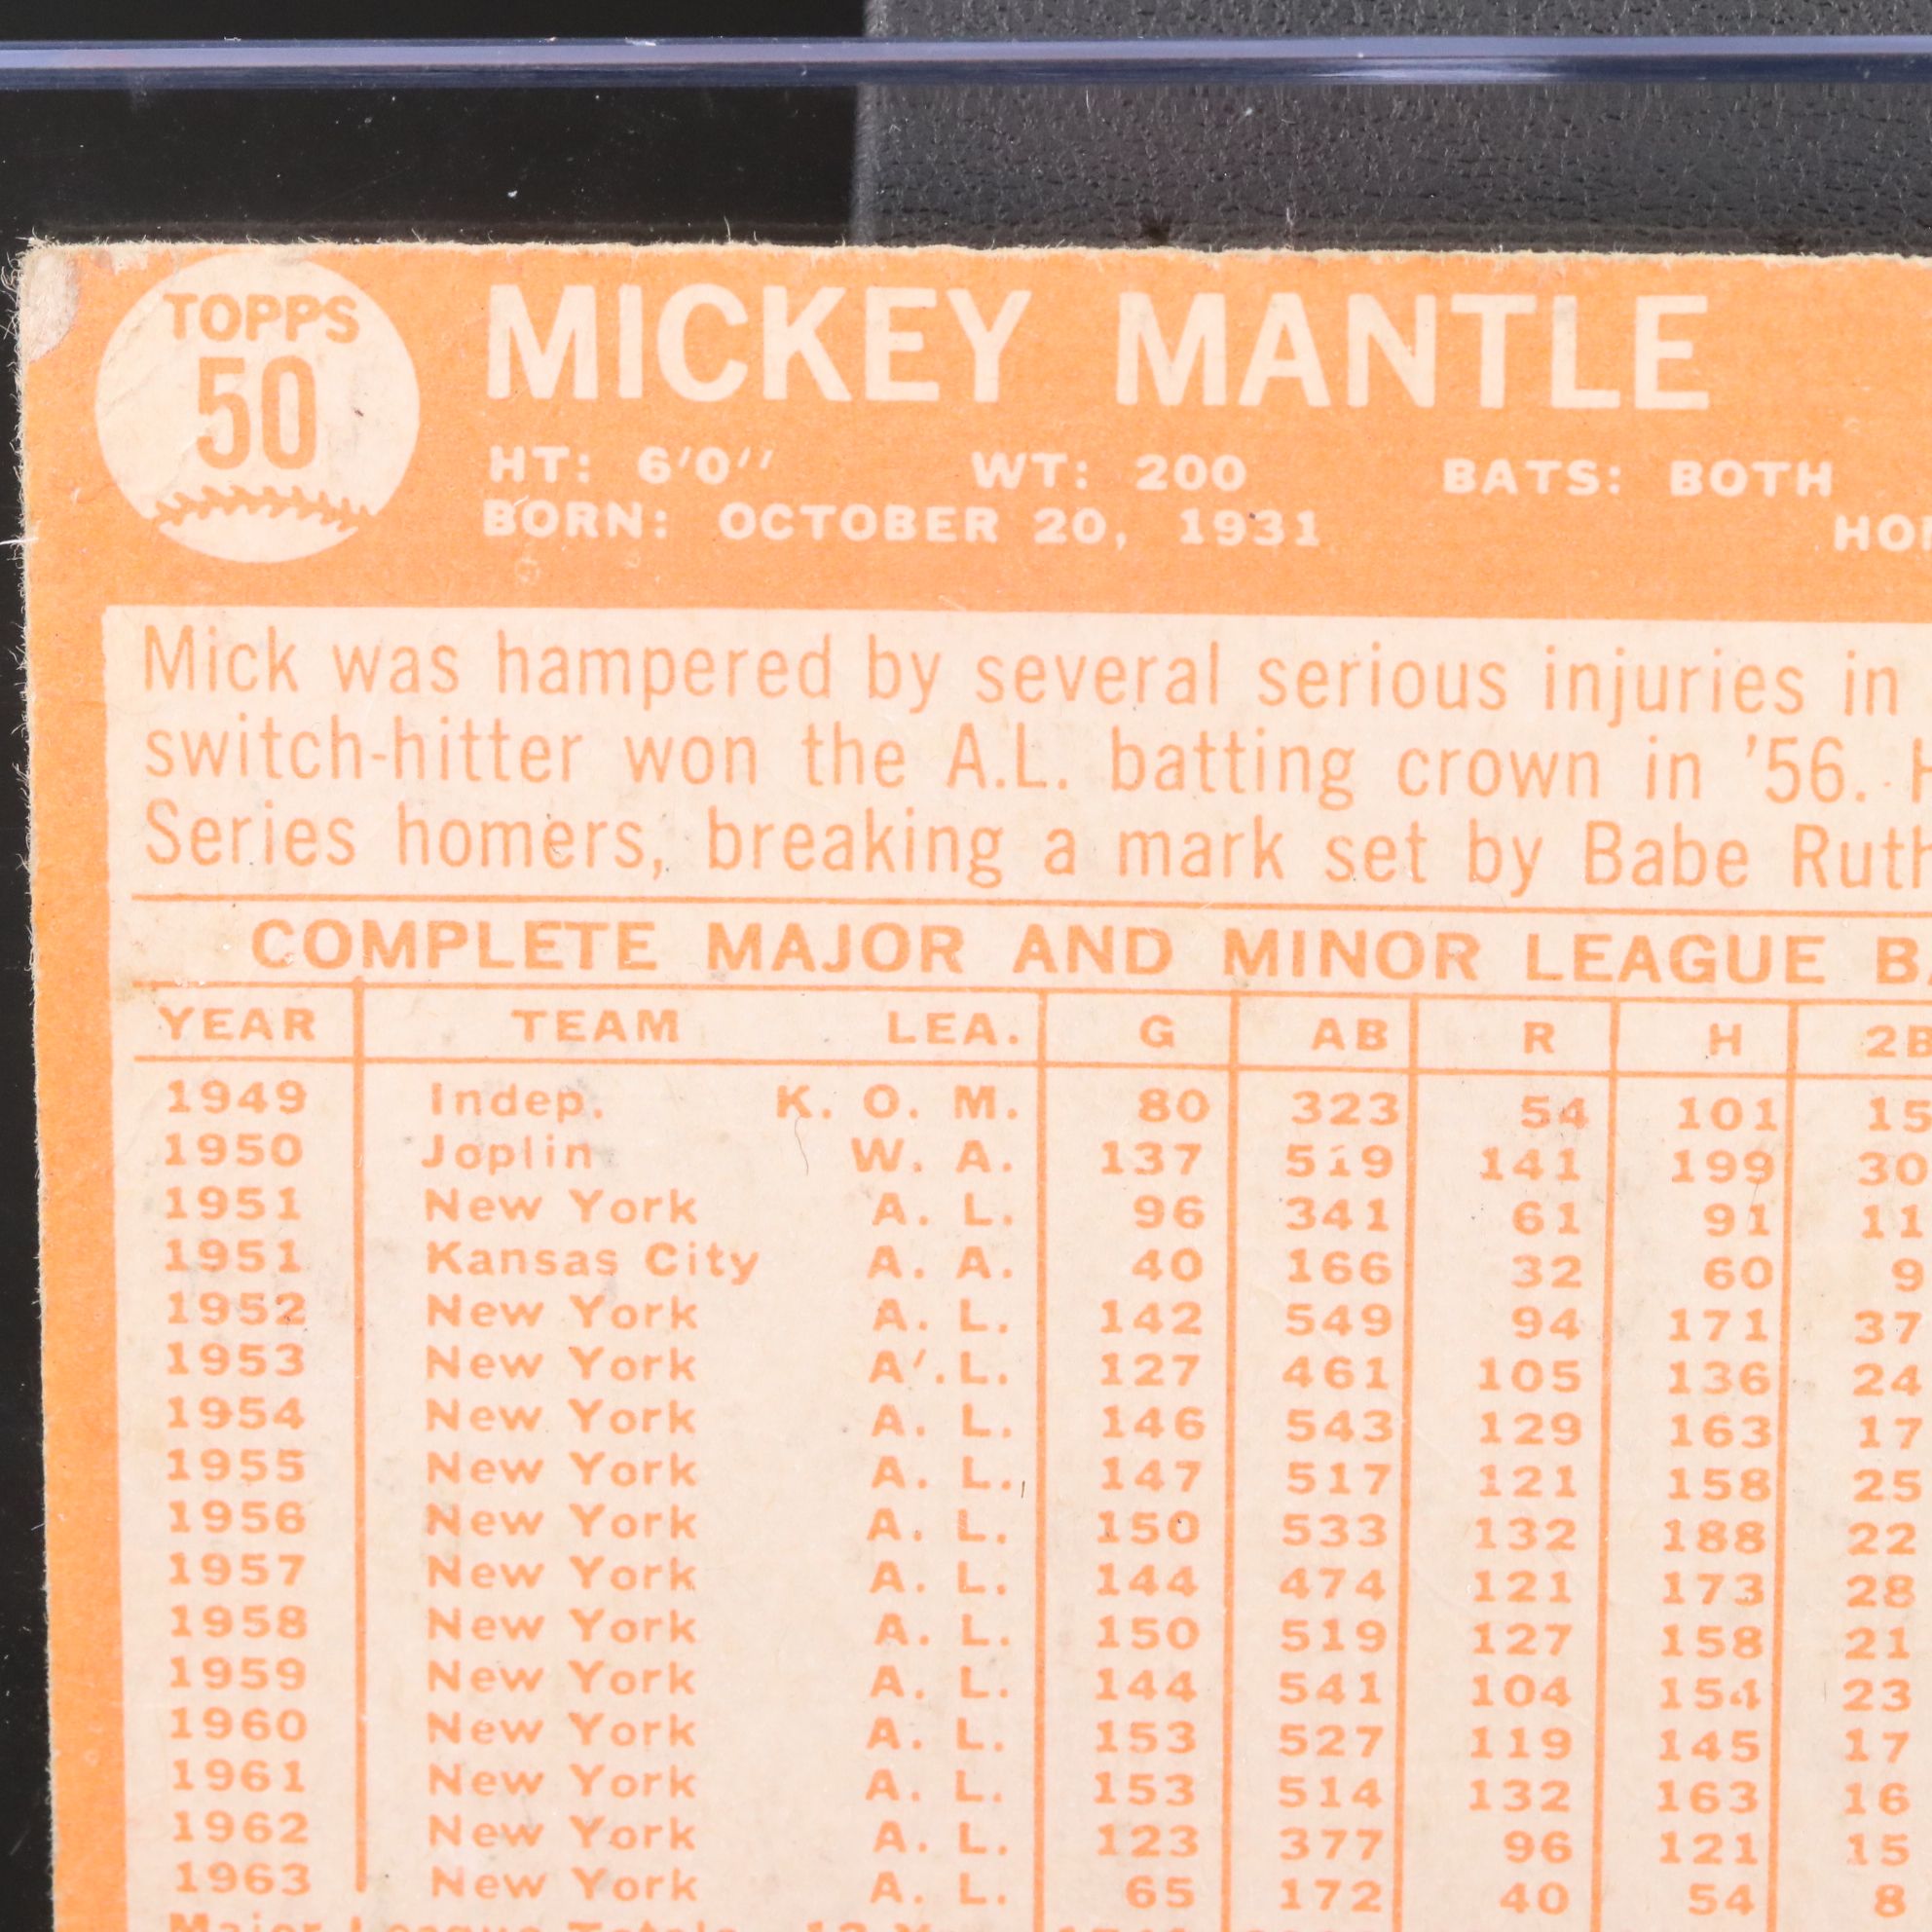 TOPPS
50
MICKEY MANTLE
HT: 6'0'' WT: 200 BATS: BOTH
BORN: OCTOBER 20, 1931
Mick was hampered by several serious injuries in
switch-hitter won the A.L. batting crown in '56.
Series homers, breaking a mark set by Babe Ruth
COMPLETE MAJOR AND MINOR LEAGUE
YEAR TEAM LEA. G AB R H 2B
1949 Indep. K. O. M. 80 323 54 101 15
1950 Joplin W. A. 137 519 141 199 30
1951 New York A. L. 96 341 61 91 11
1951 Kansas City A. A. 40 166 32 60 9
1952 New York A. L. 142 549 94 171 37
1953 New York A. L. 127 461 105 136 24
1954 New York A. L. 146 543 129 163 17
1955 New York A. L. 147 517 121 158 25
1956 New York A. L. 150 533 132 188 22
1957 New York A. L. 144 474 121 173 28
1958 New York A. L. 150 519 127 158 21
1959 New York A. L. 144 541 104 154 23
1960 New York A. L. 153 527 119 145 17
1961 New York A. L. 153 514 132 163 16
1962 New York A. L. 123 377 96 121 15
1963 New York A. L. 65 172 40 54 8
Major League Totals